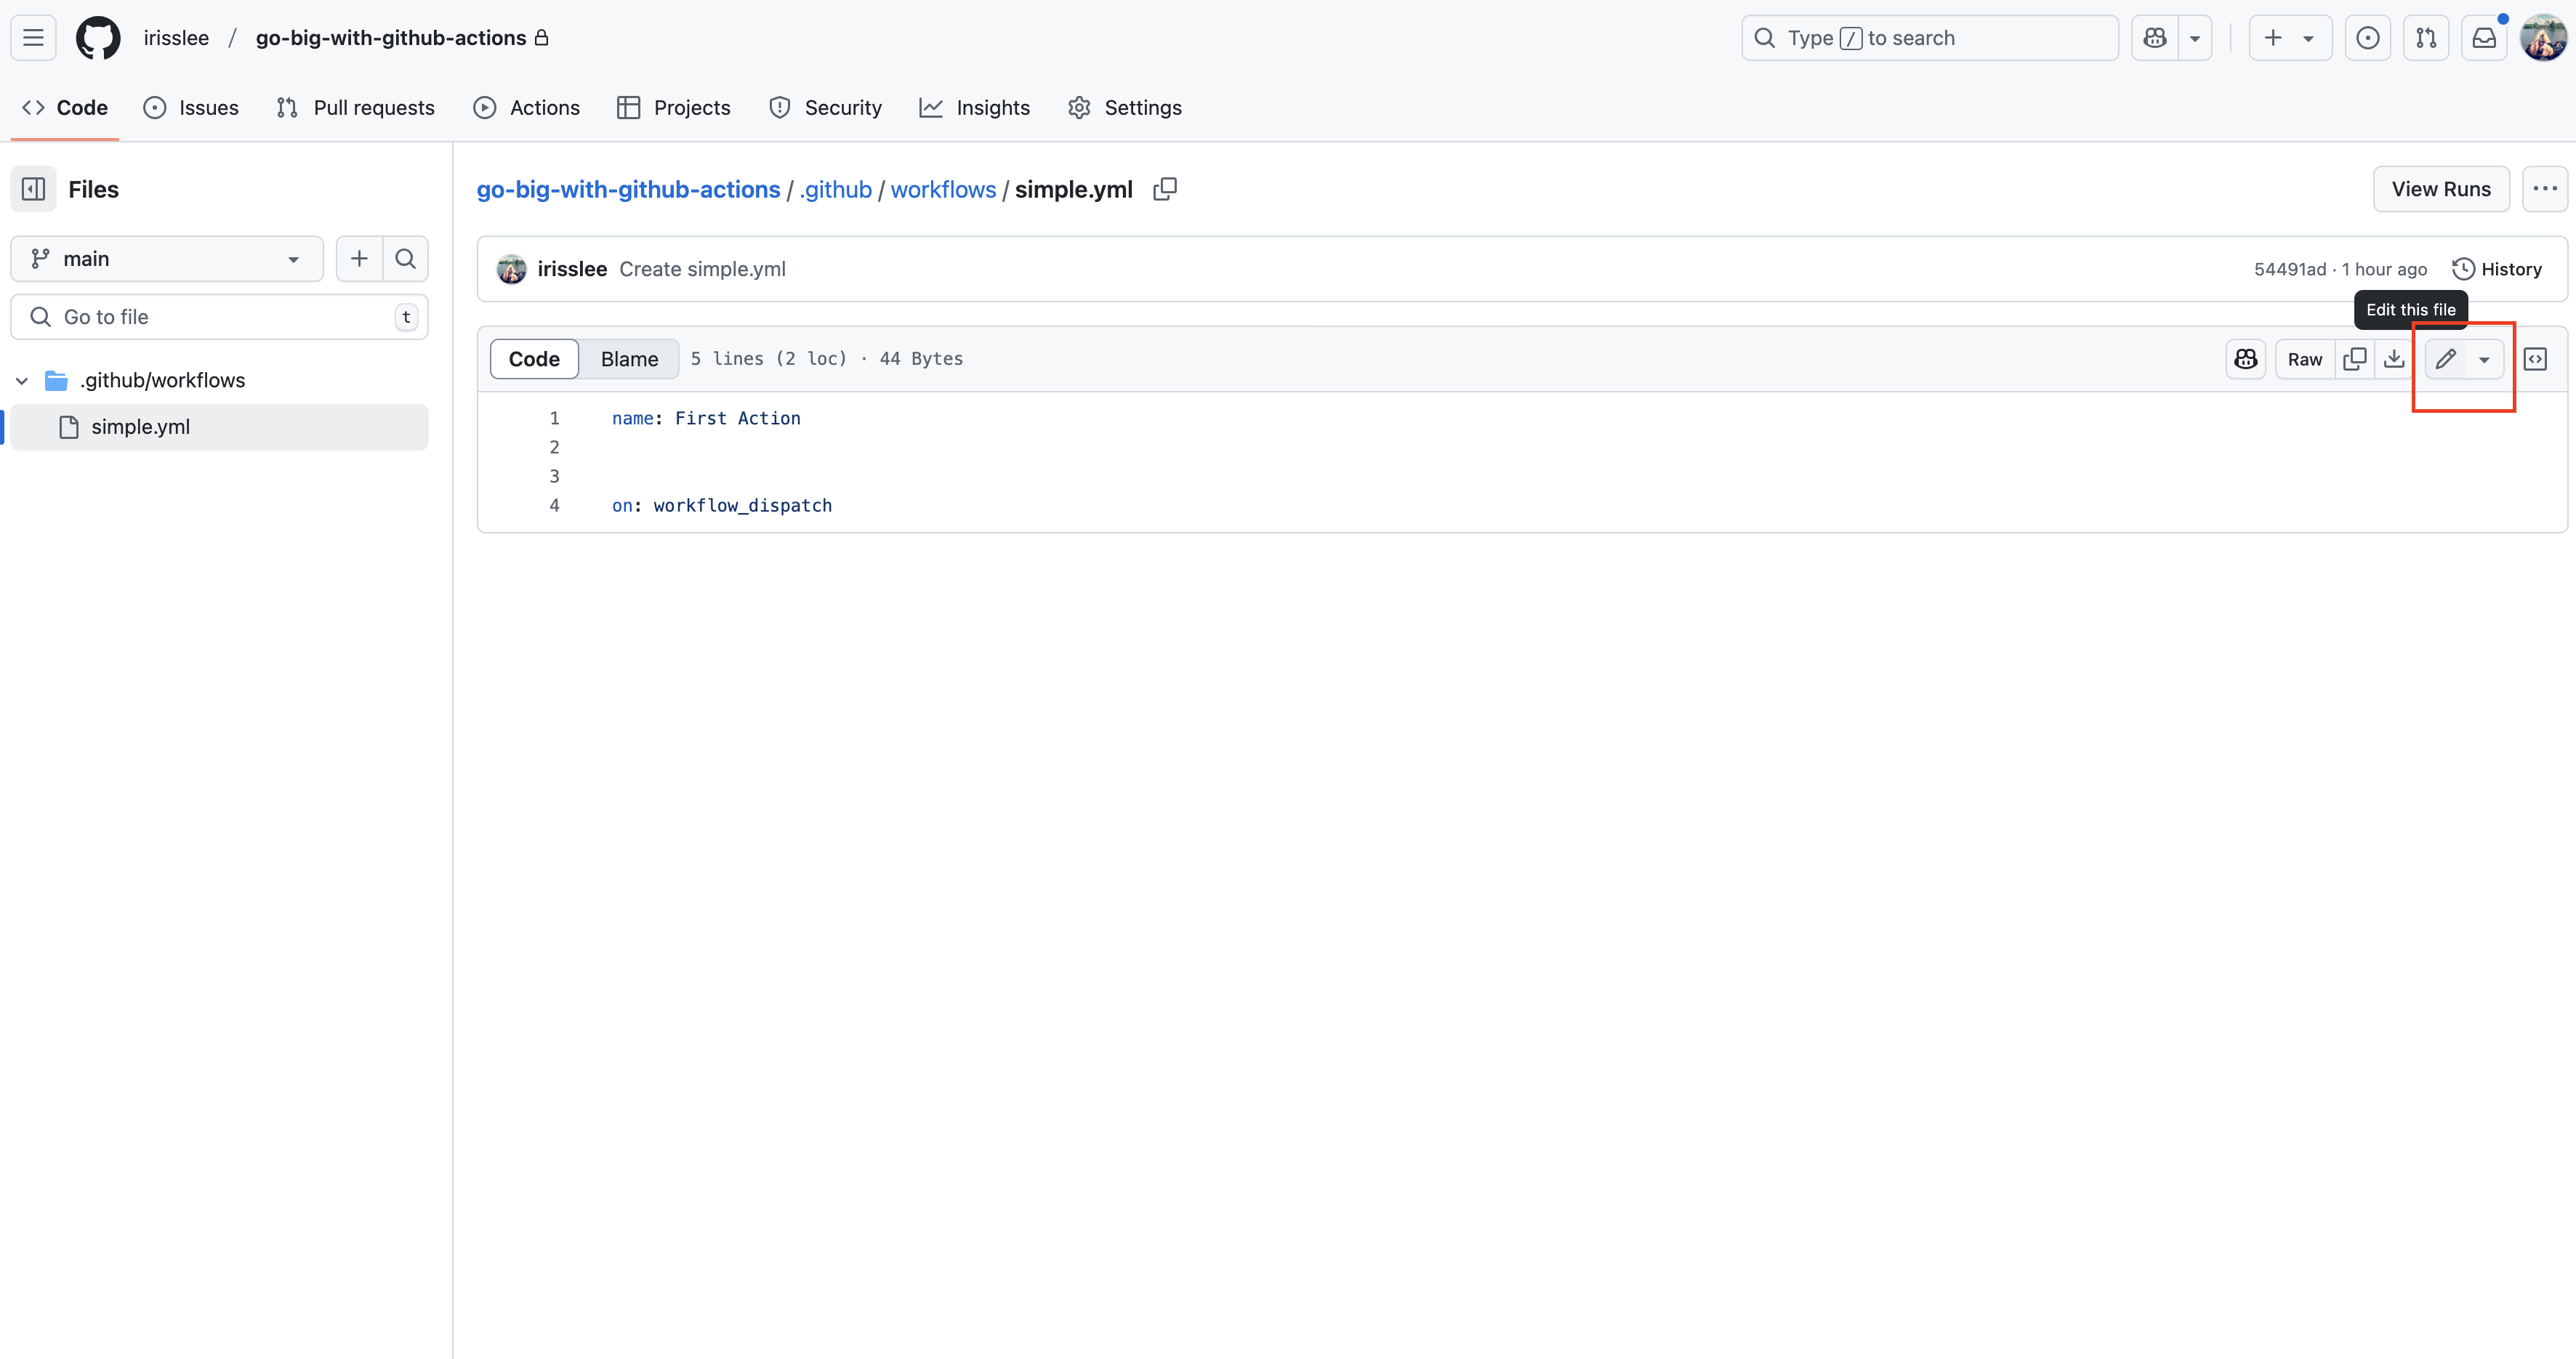 irisslee / go-big-with-github-actions
Type / to search
Code Issues Pull requests Actions Projects Security Insights Settings
Files
main
Go to file t
.github/workflows
simple.yml
go-big-with-github-actions / .github / workflows / simple.yml
View Runs
irisslee Create simple.yml
54491ad · 1 hour ago History
Edit this file
Code Blame 5 lines (2 loc) · 44 Bytes
Raw
1 name: First Action
2
3
4 on: workflow_dispatch